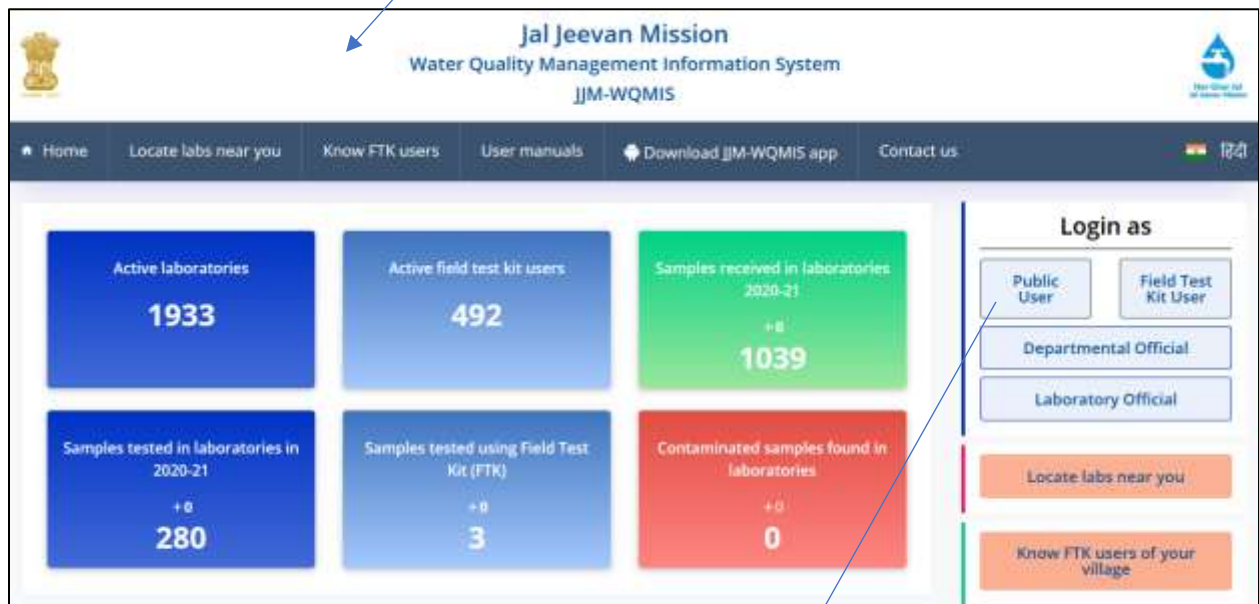 Jal Jeevan Mission
Water Quality Management Information System
JJM-WQMIS
Home
Locate labs near you
Know FTK users
User manuals
Download JJM-WQMIS app
Contact us
हिंदी
Active laboratories
1933
Active field test kit users
492
Samples received in laboratories
2020-21
+0
1039
Samples tested in laboratories in
2020-21
+0
280
Samples tested using Field Test
Kit (FTK)
+0
3
Contaminated samples found in
laboratories
+0
0
Login as
Public
User
Field Test
Kit User
Departmental Official
Laboratory Official
Locate labs near you
Know FTK users of your
village